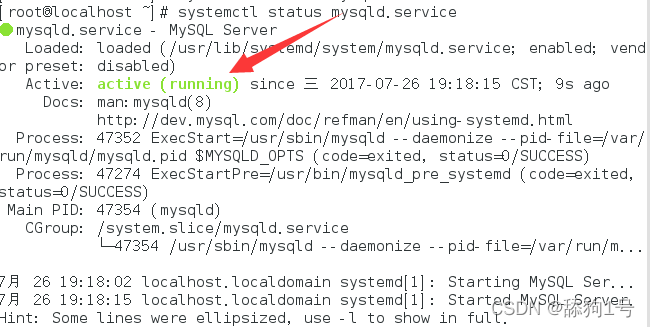 [root@localhost ~]# systemctl status mysqld.service
mysqld.service - MySQL Server
Loaded: loaded (/usr/lib/systemd/system/mysqld.service; enabled; vend
or preset: disabled)
Active: active (running) since 三 2017-07-26 19:18:15 CST; 9s ago
Docs: man:mysqld(8)
http://dev.mysql.com/doc/refman/en/using-systemd.html
Process: 47352 ExecStart=/usr/sbin/mysqld --daemonize --pid-file=/var/
run/mysqld/mysqld.pid $MYSQLD_OPTS (code=exited, status=0/SUCCESS)
Process: 47274 ExecStartPre=/usr/bin/mysqld_pre_systemd (code=exited,
status=0/SUCCESS)
Main PID: 47354 (mysqld)
CGroup: /system.slice/mysqld.service
└─47354 /usr/sbin/mysqld --daemonize --pid-file=/var/run/m...
7月 26 19:18:02 localhost.localdomain systemd[1]: Starting MySQL Ser...
7月 26 19:18:15 localhost.localdomain systemd[1]: Started MySQL Server.
Hint: Some lines were ellipsized, use -l to show in full.
CSDN @舔狗1号